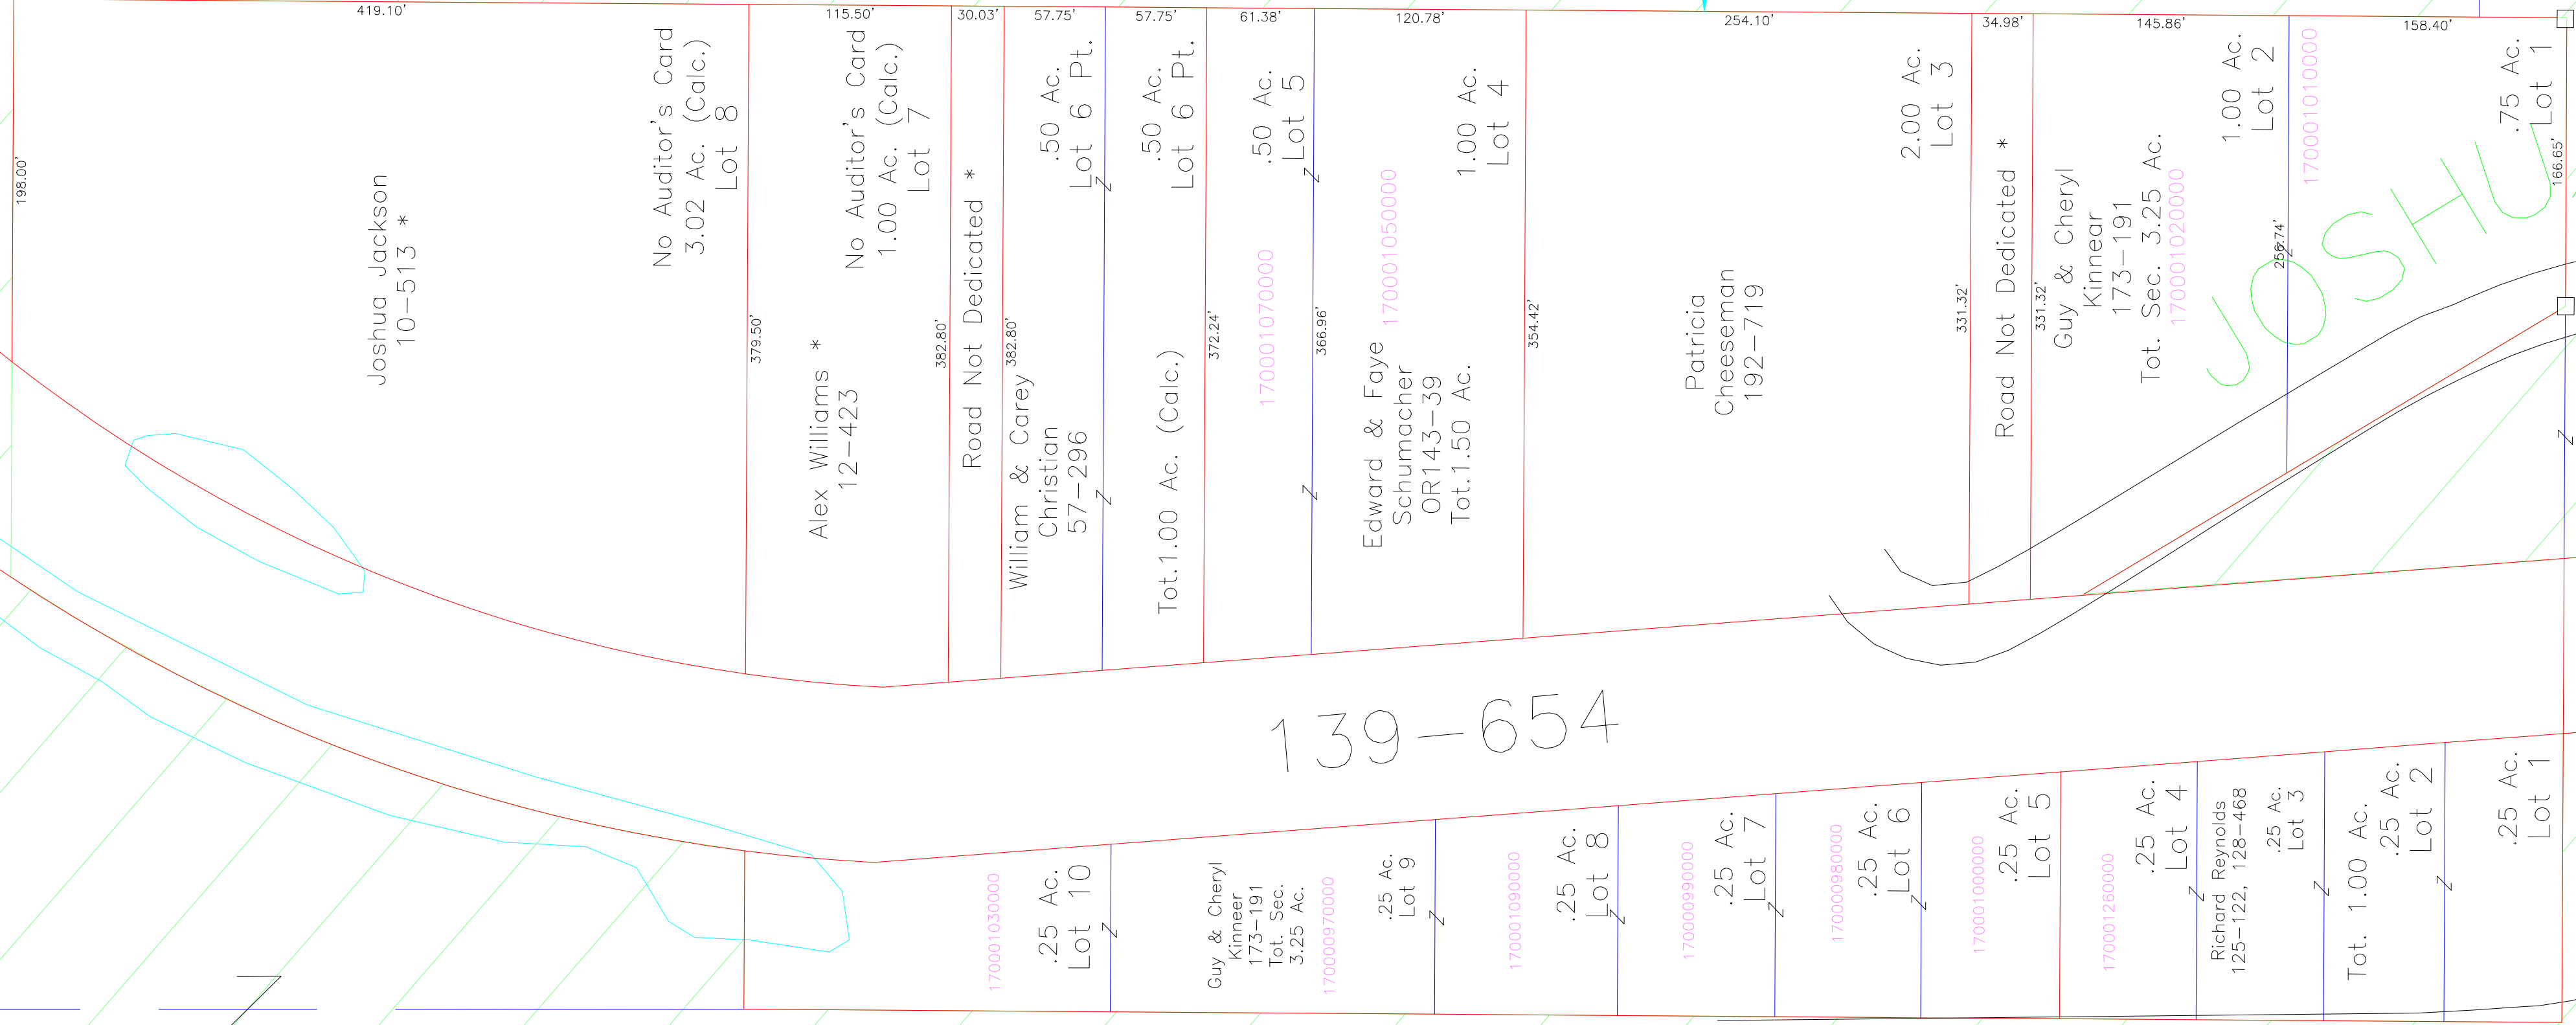 419.10'
115.50'
30.03'
57.75'
57.75'
61.38'
120.78'
254.10'
34.98'
145.86'
158.40'
198.00'
Joshua Jackson
10-513 *
No Auditor's Card
3.02 Ac. (Calc.)
Lot 8
379.50'
Alex Williams *
12-423
No Auditor's Card
1.00 Ac. (Calc.)
Lot 7
382.80'
Road Not Dedicated *
382.80'
William & Carey
Christian
57-296
.50 Ac.
Lot 6 Pt.
Tot.1.00 Ac. (Calc.)
.50 Ac.
Lot 6 Pt.
372.24'
170001070000
.50 Ac.
Lot 5
366.96'
Edward & Faye
Schumacher
OR143-39
Tot.1.50 Ac.
170001050000
1.00 Ac.
Lot 4
354.42'
Patricia
Cheeseman
192-719
2.00 Ac.
Lot 3
331.32'
Road Not Dedicated *
331.32'
Guy & Cheryl
Kinnear
173-191
Tot. Sec. 3.25 Ac.
170001020000
1.00 Ac.
Lot 2
256.74'
170001010000
.75 Ac.
Lot 1
166.65'
JOSHU
139-654
170001030000
.25 Ac.
Lot 10
Guy & Cheryl
Kinneer
173-191
Tot. Sec.
3.25 Ac.
170000970000
.25 Ac.
Lot 9
170001090000
.25 Ac.
Lot 8
170000990000
.25 Ac.
Lot 7
170000980000
.25 Ac.
Lot 6
170001000000
.25 Ac.
Lot 5
170001260000
.25 Ac.
Lot 4
Richard Reynolds
125-122, 128-468
.25 Ac.
Lot 3
Tot. 1.00 Ac.
.25 Ac.
Lot 2
.25 Ac.
Lot 1